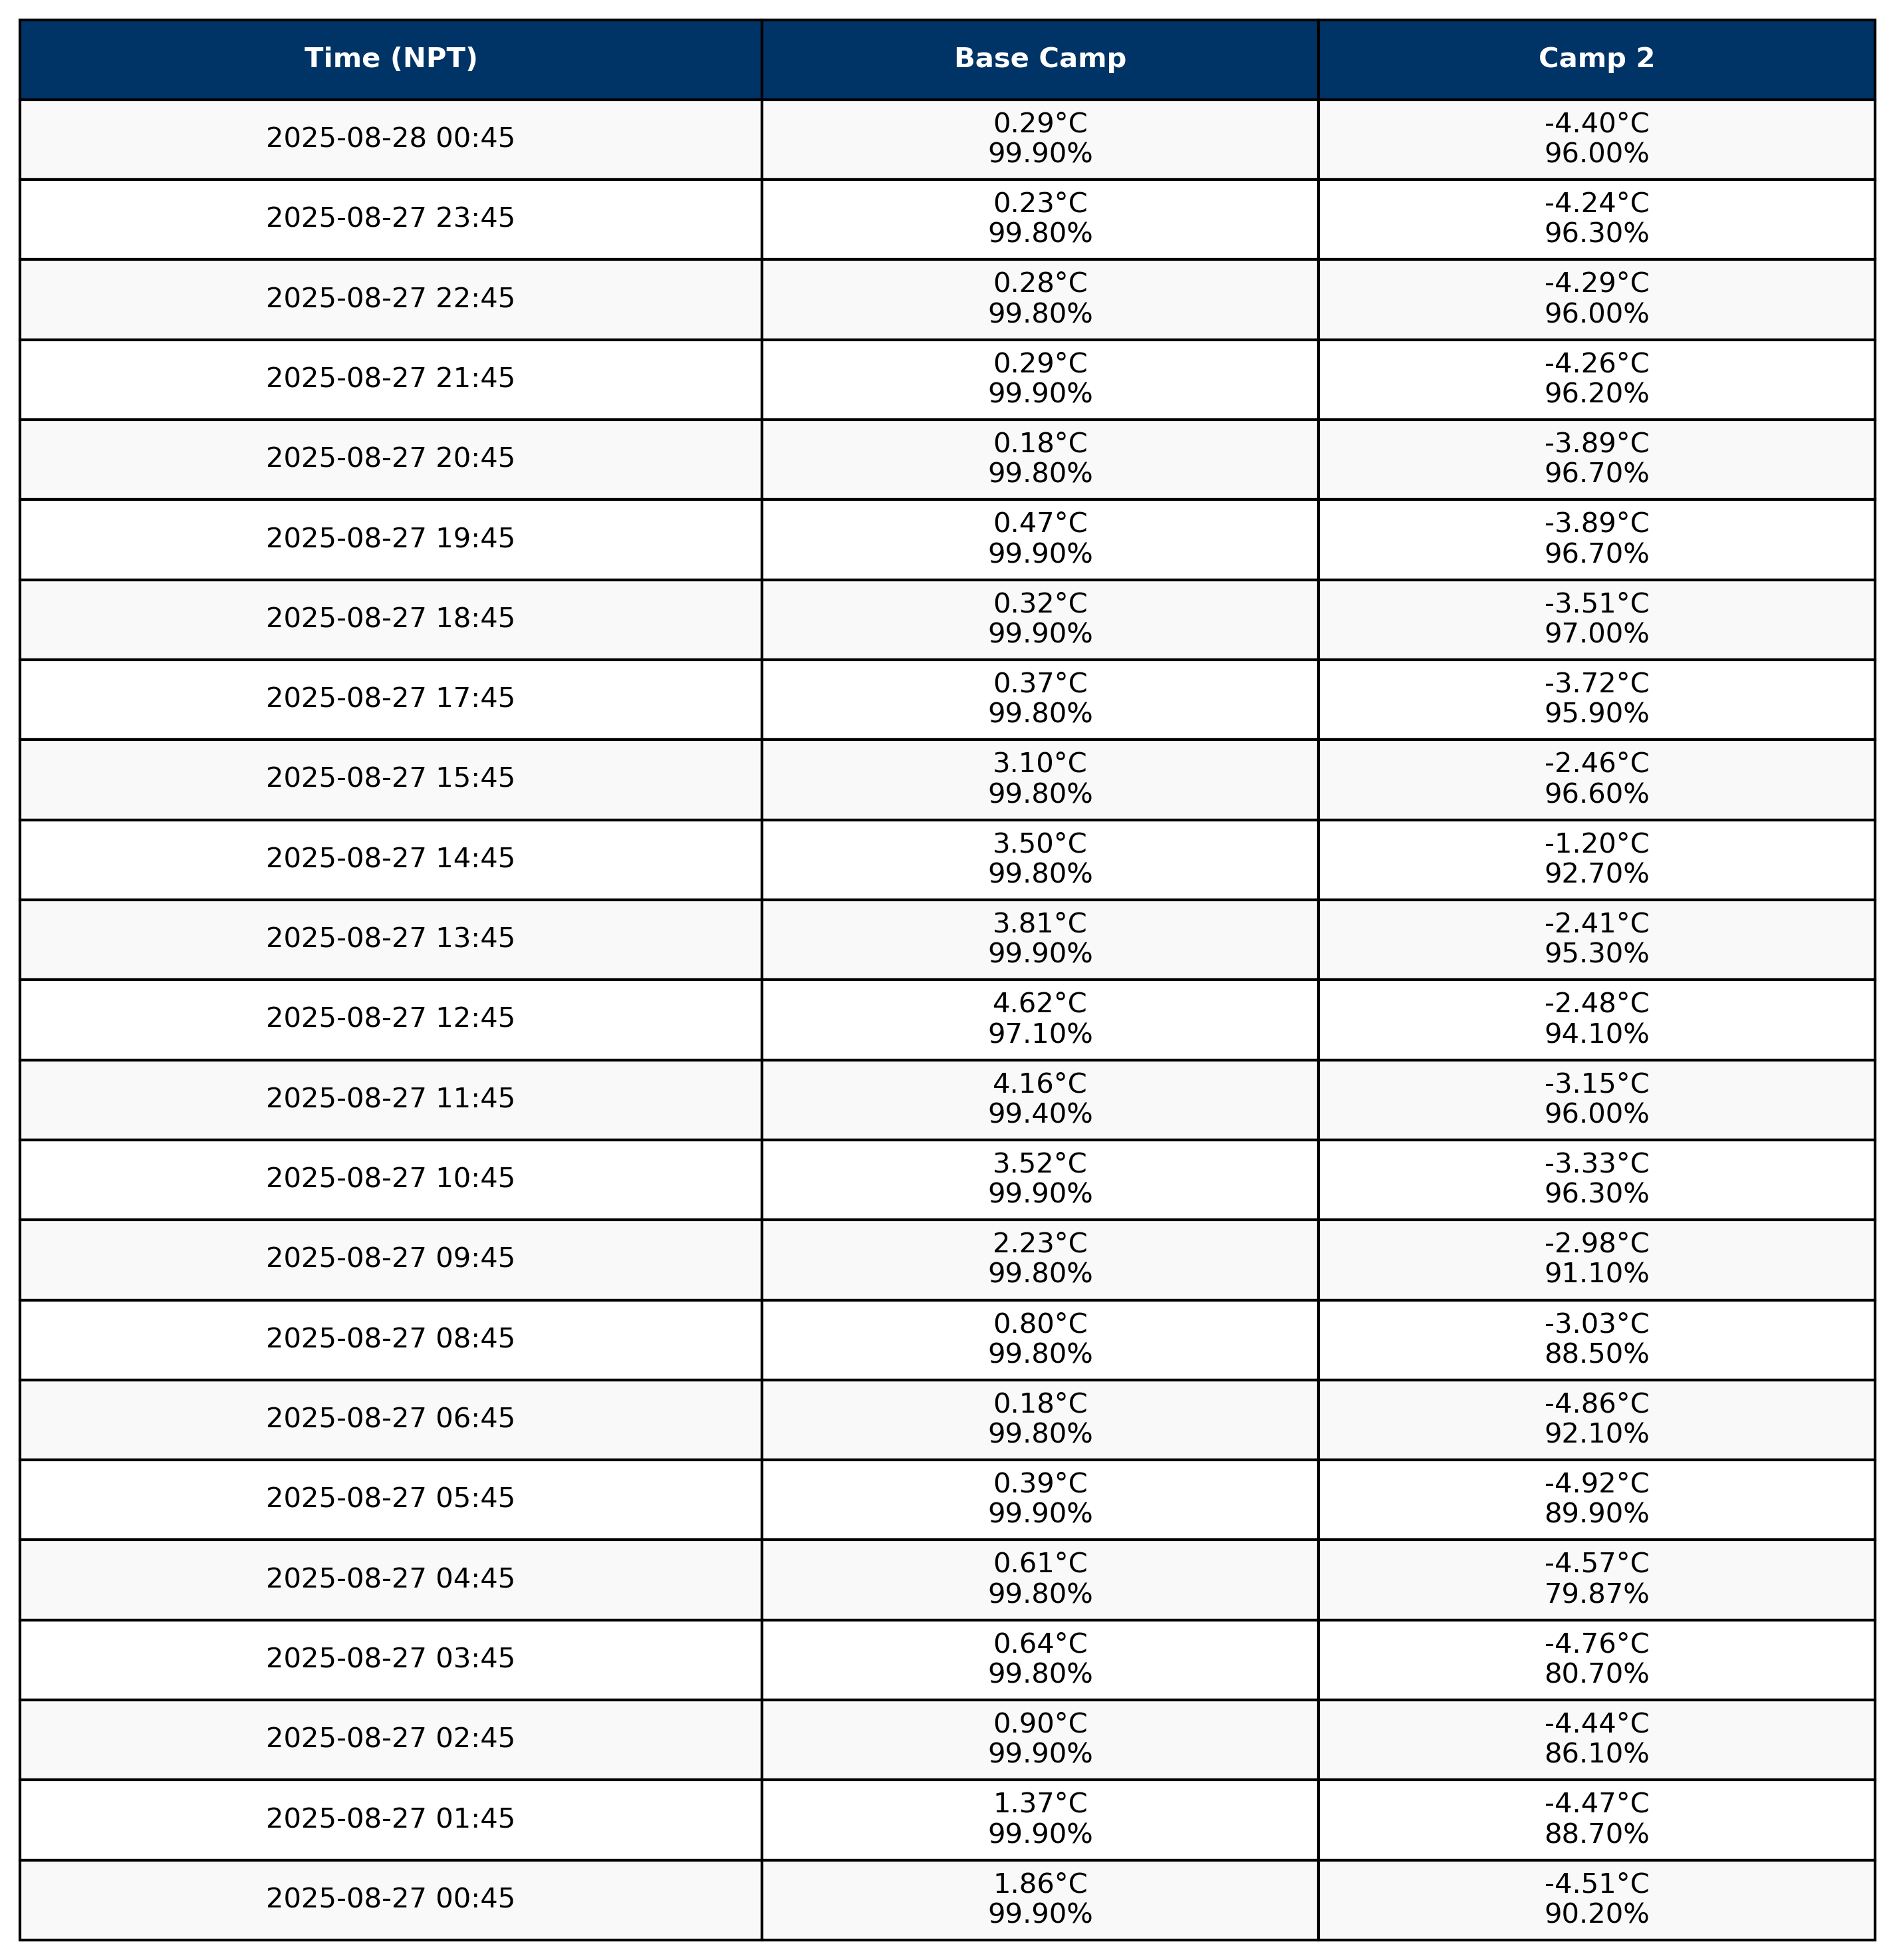 Time (NPT) Base Camp Camp 2
2025-08-28 00:45 0.29°C -4.40°C
99.90% 96.00%
2025-08-27 23:45 0.23°C -4.24°C
99.80% 96.30%
2025-08-27 22:45 0.28°C -4.29°C
99.80% 96.00%
2025-08-27 21:45 0.29°C -4.26°C
99.90% 96.20%
2025-08-27 20:45 0.18°C -3.89°C
99.80% 96.70%
2025-08-27 19:45 0.47°C -3.89°C
99.90% 96.70%
2025-08-27 18:45 0.32°C -3.51°C
99.90% 97.00%
2025-08-27 17:45 0.37°C -3.72°C
99.80% 95.90%
2025-08-27 15:45 3.10°C -2.46°C
99.80% 96.60%
2025-08-27 14:45 3.50°C -1.20°C
99.80% 92.70%
2025-08-27 13:45 3.81°C -2.41°C
99.90% 95.30%
2025-08-27 12:45 4.62°C -2.48°C
97.10% 94.10%
2025-08-27 11:45 4.16°C -3.15°C
99.40% 96.00%
2025-08-27 10:45 3.52°C -3.33°C
99.90% 96.30%
2025-08-27 09:45 2.23°C -2.98°C
99.80% 91.10%
2025-08-27 08:45 0.80°C -3.03°C
99.80% 88.50%
2025-08-27 06:45 0.18°C -4.86°C
99.80% 92.10%
2025-08-27 05:45 0.39°C -4.92°C
99.90% 89.90%
2025-08-27 04:45 0.61°C -4.57°C
99.80% 79.87%
2025-08-27 03:45 0.64°C -4.76°C
99.80% 80.70%
2025-08-27 02:45 0.90°C -4.44°C
99.90% 86.10%
2025-08-27 01:45 1.37°C -4.47°C
99.90% 88.70%
2025-08-27 00:45 1.86°C -4.51°C
99.90% 90.20%